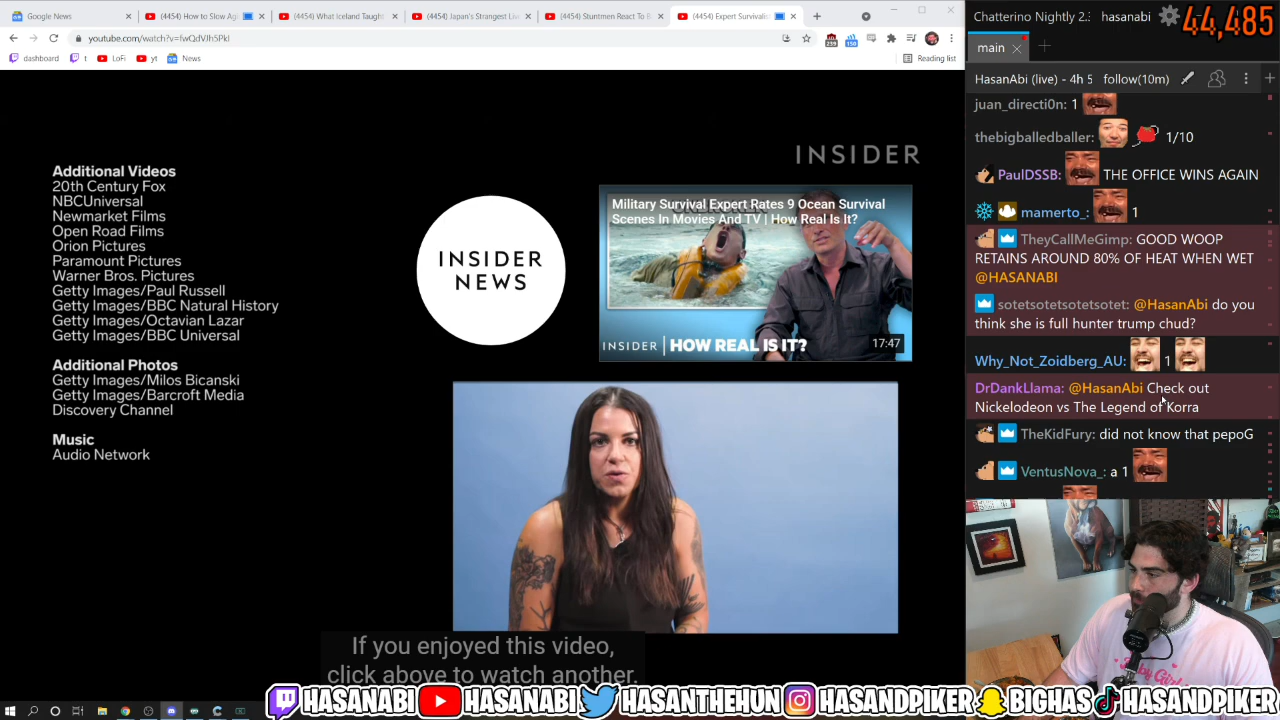 Google News
(4454) How to Slow Ag
(4454) What Iceland Taught
(4454) Japan's Strangest Live
(4454) Stuntmen React To B
(4454) Expert Survivalis
youtube.com/watch?v=fwQdVJh5PkI
239
158
dashboard
t
LoFi
yt
News
Reading list
Additional Videos
20th Century Fox
NBCUniversal
Newmarket Films
Open Road Films
Orion Pictures
Paramount Pictures
Warner Bros. Pictures
Getty Images/Paul Russell
Getty Images/BBC Natural History
Getty Images/Octavian Lazar
Getty Images/BBC Universal
Additional Photos
Getty Images/Milos Bicanski
Getty Images/Barcroft Media
Discovery Channel
Music
Audio Network
INSIDER
INSIDER
NEWS
Military Survival Expert Rates 9 Ocean Survival
Scenes In Movies And TV | How Real Is It?
INSIDER | HOW REAL IS IT?
17:47
If you enjoyed this video,
click above to watch another.
Chatterino Nightly 2.
hasanabi
44,485
main
HasanAbi (live) - 4h 5
follow(10m)
juan_directi0n: 1
thebigballedballer: 1/10
PaulDSSB: THE OFFICE WINS AGAIN
mamerto_: 1
TheyCallMeGimp: GOOD WOOP
RETAINS AROUND 80% OF HEAT WHEN WET
@HASANABI
sotetsotetsotetsotet: @HasanAbi do you
think she is full hunter trump chud?
Why_Not_Zoidberg_AU: 1
DrDankLlama: @HasanAbi Check out
Nickelodeon vs The Legend of Korra
TheKidFury: did not know that pepoG
VentusNova_: a 1
HASANABI HASANABI HASANTHEHUN HASANDPIKER BIGHAS HASANDPIKER